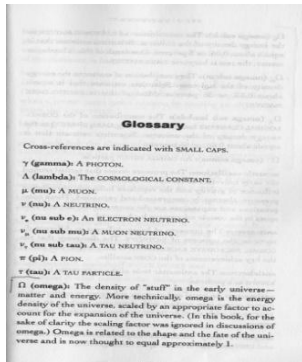 Glossary
Cross-references are indicated with SMALL CAPS.
γ (gamma): A PHOTON.
Λ (lambda): The COSMOLOGICAL CONSTANT.
μ (mu): A MUON.
ν (nu): A NEUTRINO.
νe (nu sub e): An ELECTRON NEUTRINO.
νμ (nu sub mu): A MUON NEUTRINO.
ντ (nu sub tau): A TAU NEUTRINO.
π (pi): A PION.
τ (tau): A TAU PARTICLE.
Ω (omega): The density of "stuff" in the early universe—
matter and energy. More technically, omega is the energy
density of the universe, scaled by an appropriate factor to ac-
count for the expansion of the universe. (In this book, for the
sake of clarity the scaling factor was ignored in discussions of
omega.) Omega is related to the shape and the fate of the uni-
verse and is now thought to equal approximately 1.